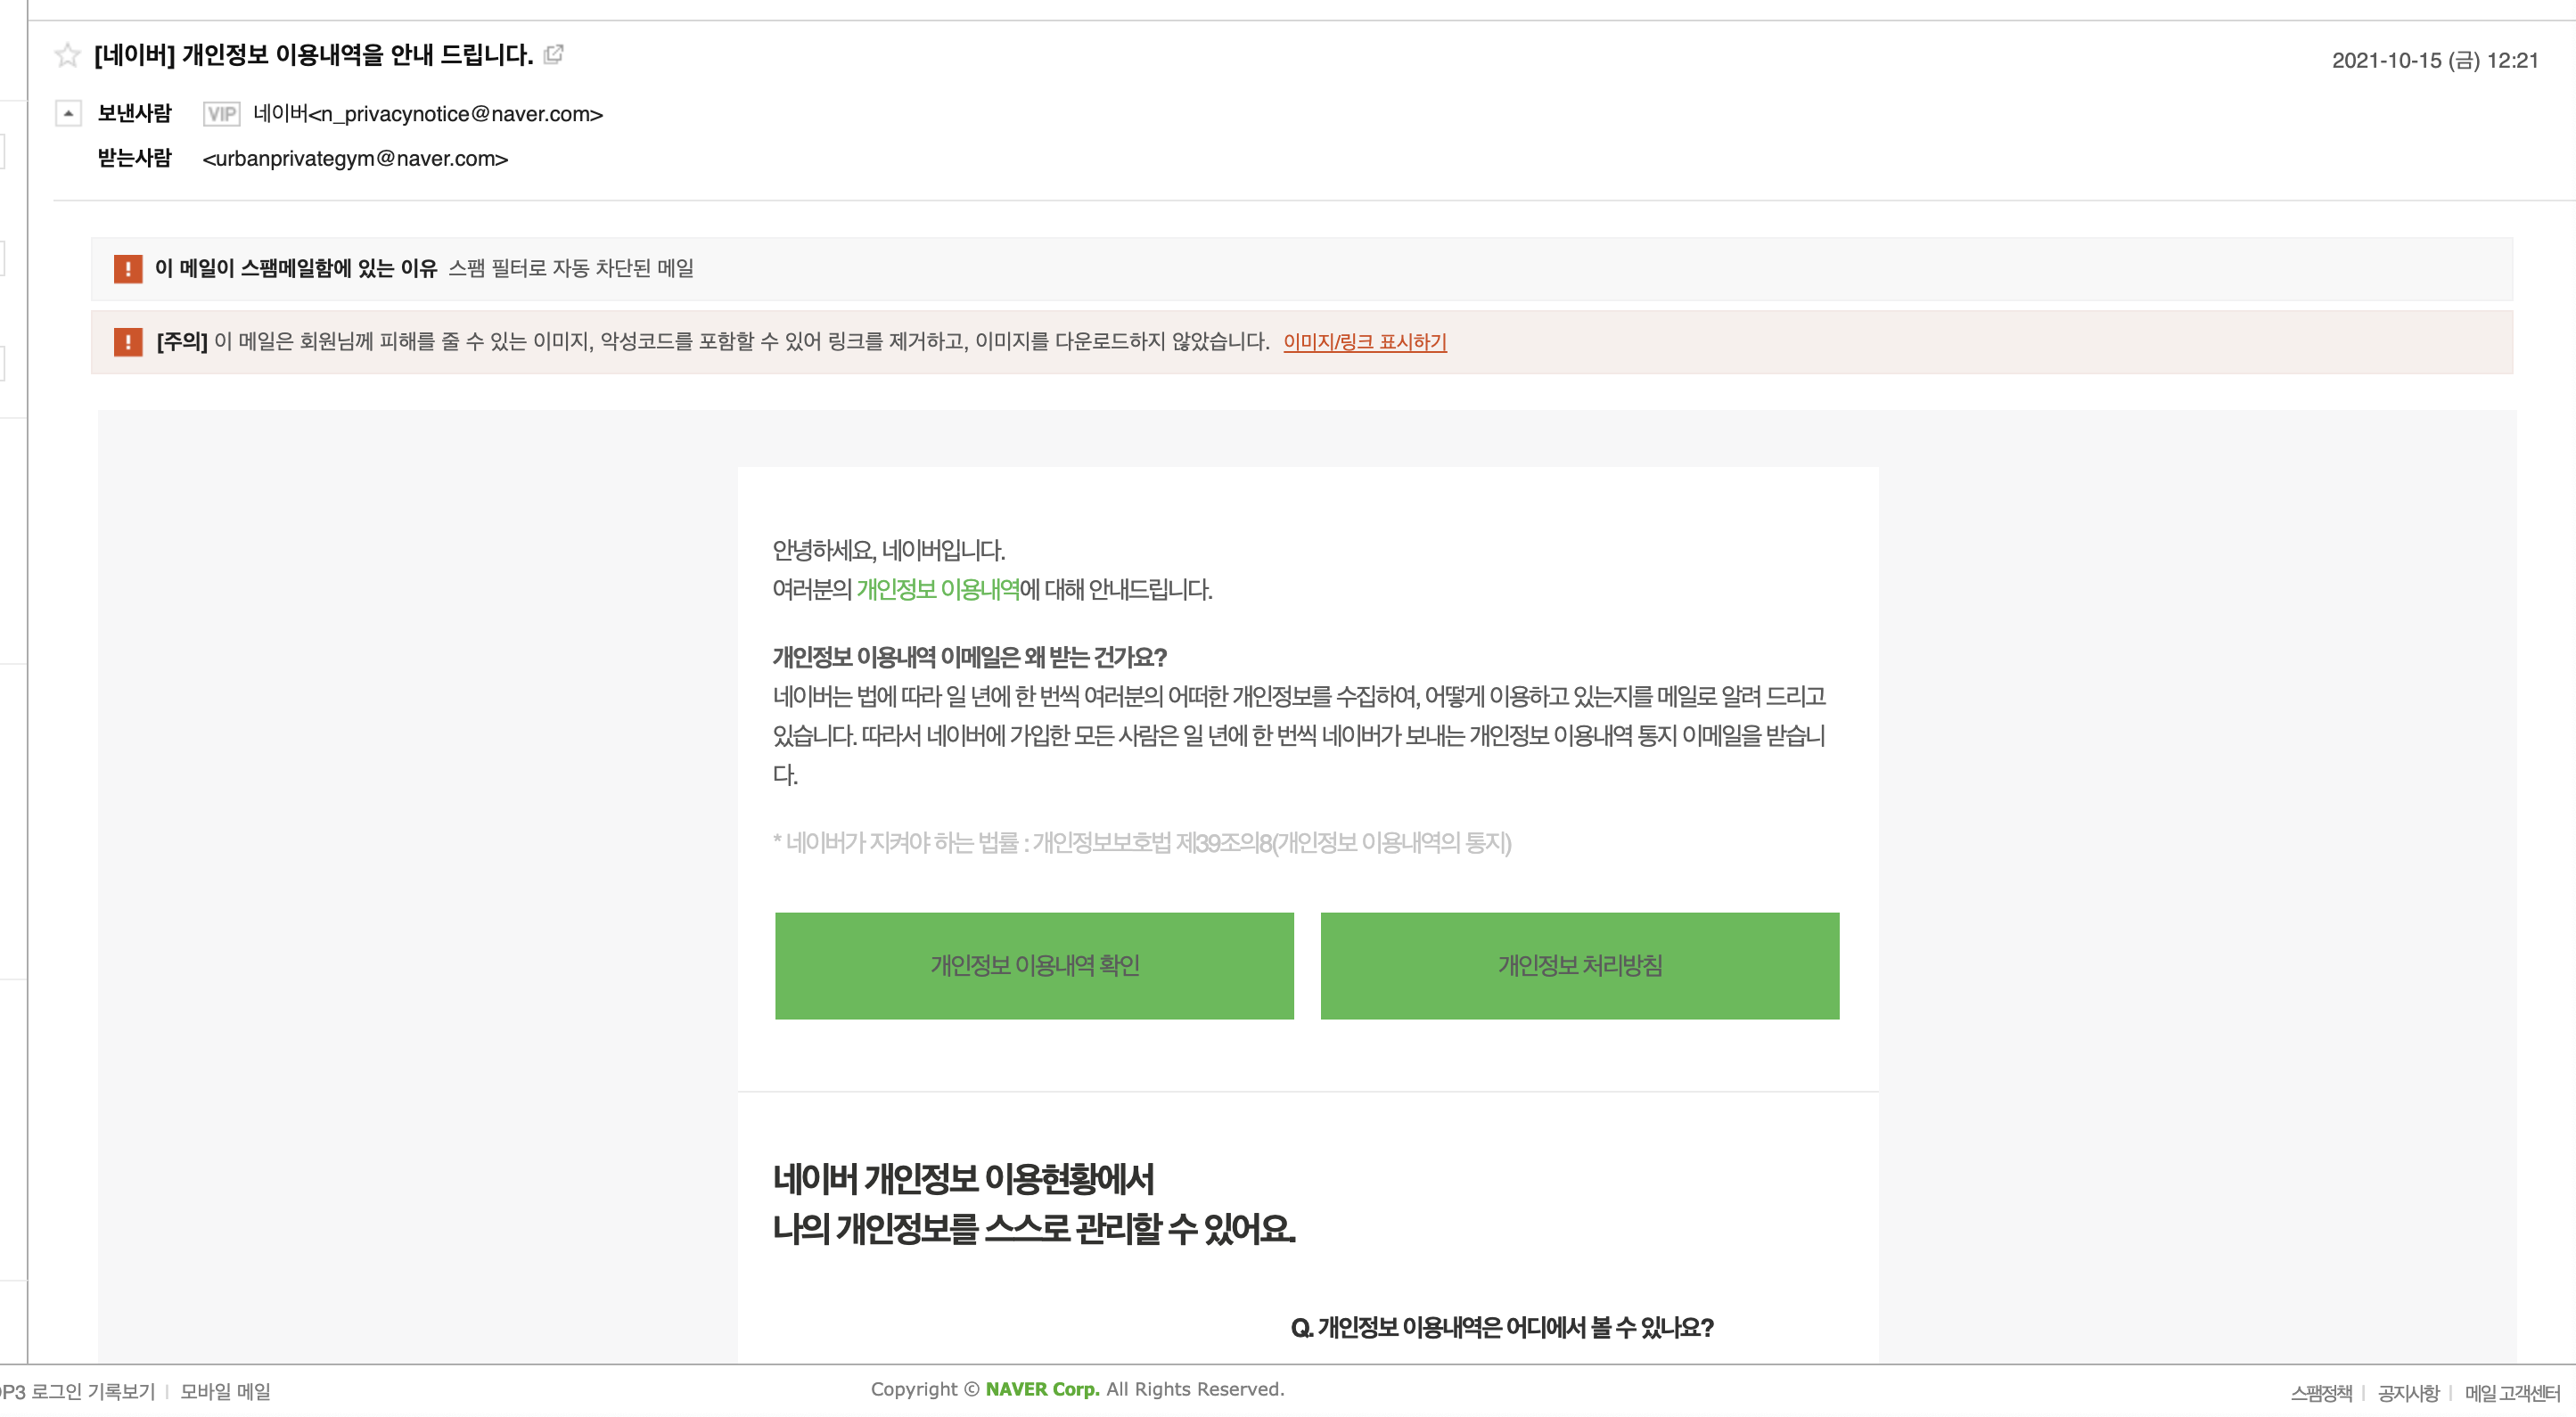 [네이버] 개인정보 이용내역을 안내 드립니다.
2021-10-15 (금) 12:21
보낸사람 VIP 네이버<n_privacynotice@naver.com>
받는사람 <urbanprivategym@naver.com>
! 이 메일이 스팸메일함에 있는 이유 스팸 필터로 자동 차단된 메일
! [주의] 이 메일은 회원님께 피해를 줄 수 있는 이미지, 악성코드를 포함할 수 있어 링크를 제거하고, 이미지를 다운로드하지 않았습니다. 이미지/링크 표시하기
안녕하세요, 네이버입니다.
여러분의 개인정보 이용내역에 대해 안내드립니다.
개인정보 이용내역 이메일은 왜 받는 건가요?
네이버는 법에 따라 일 년에 한 번씩 여러분의 어떠한 개인정보를 수집하여, 어떻게 이용하고 있는지를 메일로 알려 드리고
있습니다. 따라서 네이버에 가입한 모든 사람은 일 년에 한 번씩 네이버가 보내는 개인정보 이용내역 통지 이메일을 받습니
다.
* 네이버가 지켜야 하는 법률 : 개인정보보호법 제39조의8(개인정보 이용내역의 통지)
개인정보 이용내역 확인
개인정보 처리방침
네이버 개인정보 이용현황에서
나의 개인정보를 스스로 관리할 수 있어요.
Q. 개인정보 이용내역은 어디에서 볼 수 있나요?
P3 로그인 기록보기 | 모바일 메일
Copyright © NAVER Corp. All Rights Reserved.
스팸정책 | 공지사항 | 메일 고객센터